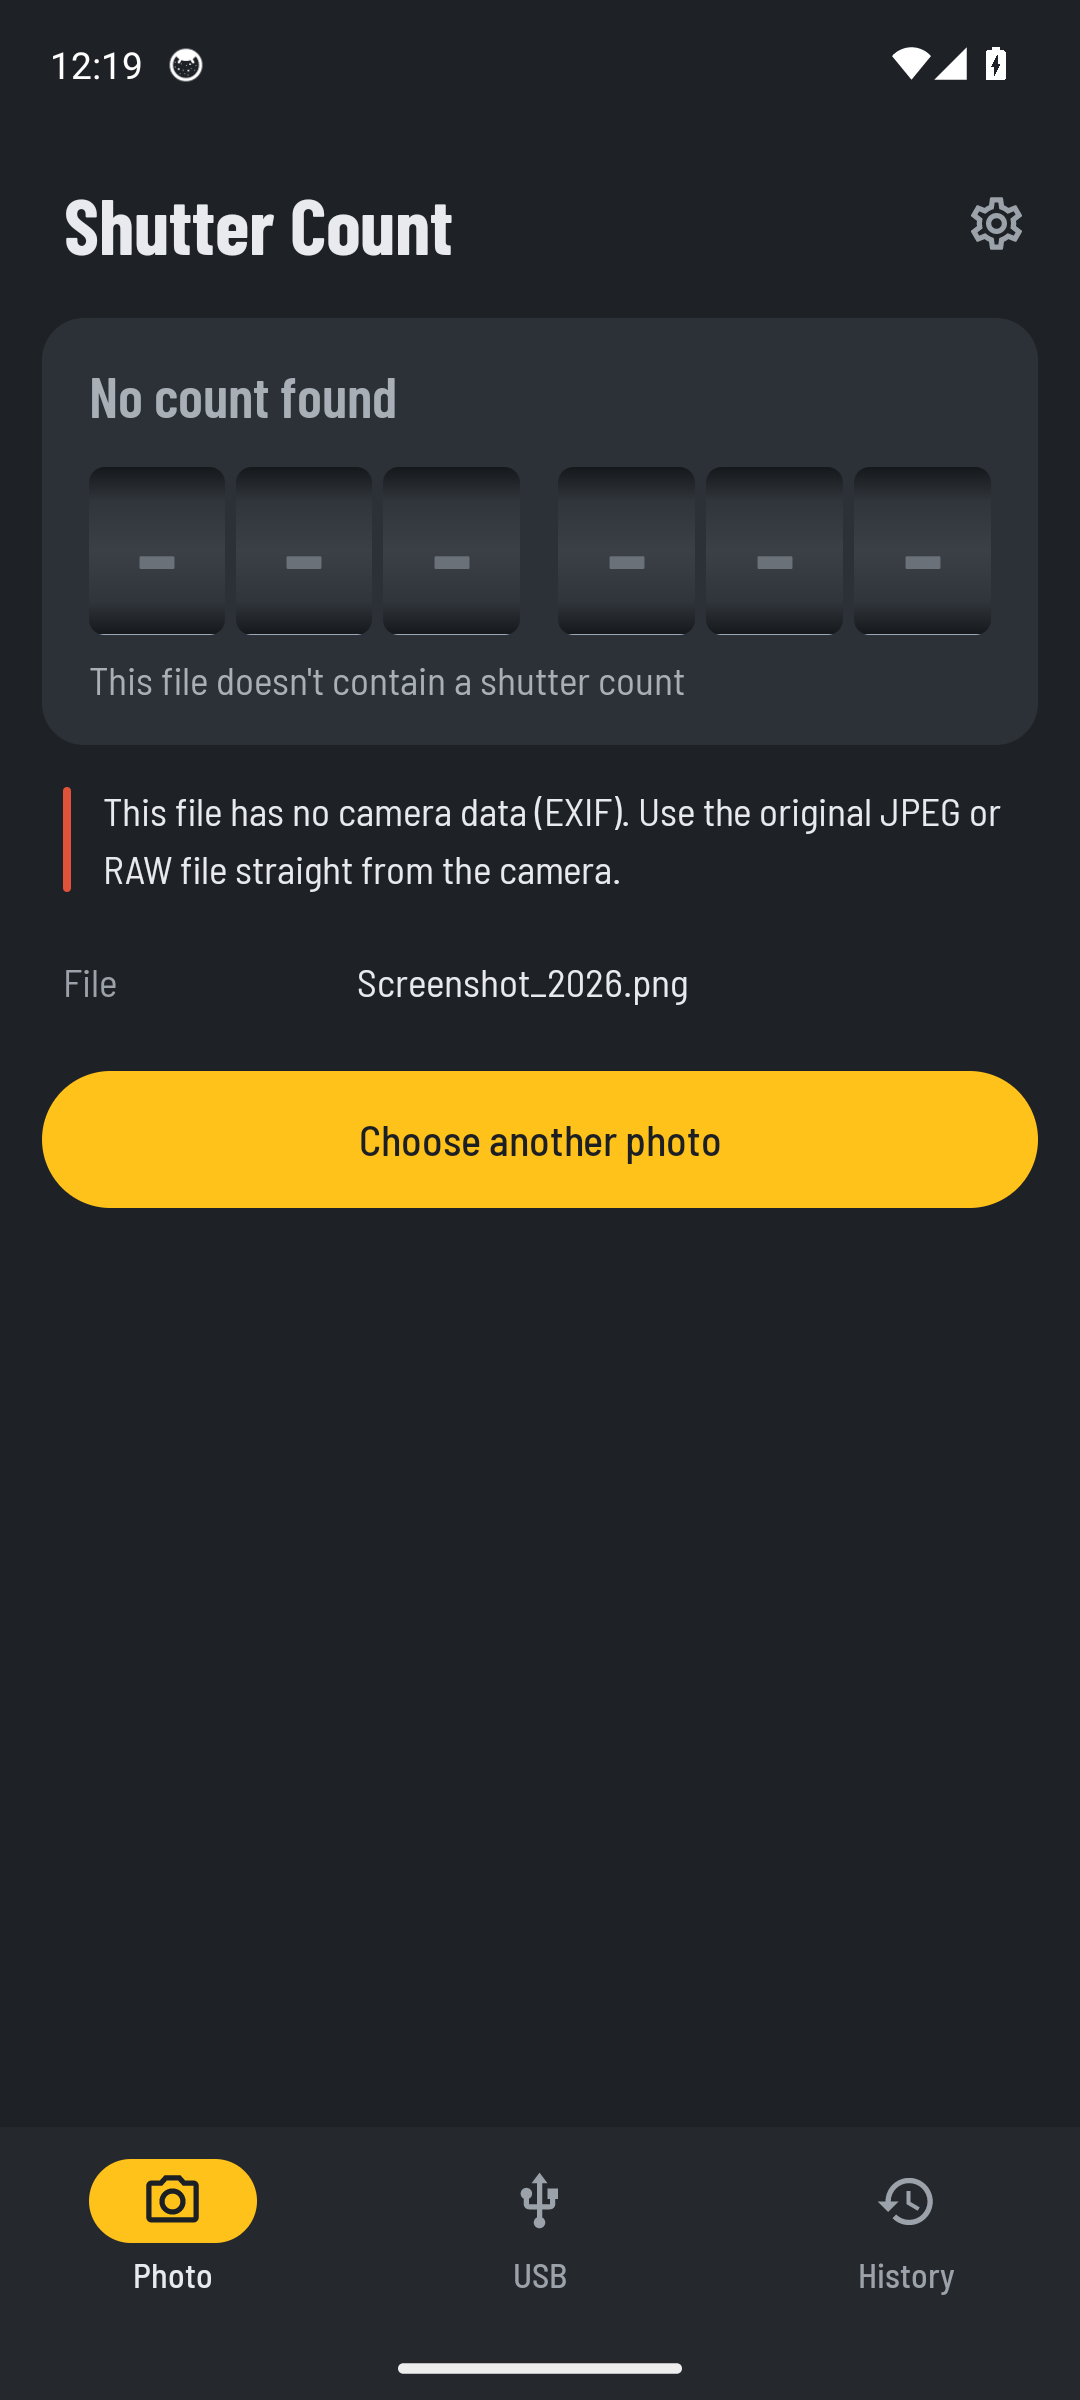 12:19
Shutter Count
No count found
– – – – – –
This file doesn't contain a shutter count
This file has no camera data (EXIF). Use the original JPEG or
RAW file straight from the camera.
File Screenshot_2026.png
Choose another photo
Photo USB History